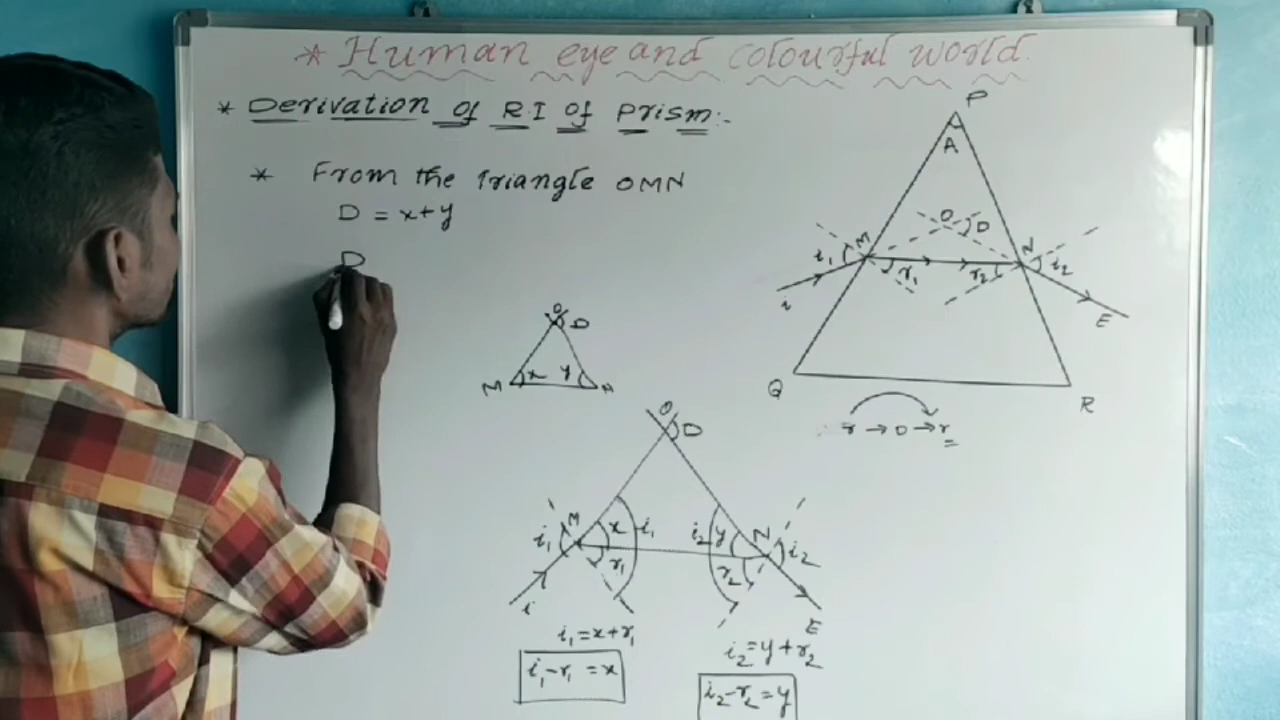 * Human eye and colourful world
* Derivation of R.I of Prism:-
* From the triangle OMN
D = x+y
D
P
A
O
D
M
N
i₁
r₁
r₂
i₂
i
E
Q
R
r → O → r
O
D
M
x
y
N
O
D
M
i₁
x
i₁
r₁
i
i₂
y
N
i₂
r₂
E
i₁=x+r₁
i₁-r₁ =x
i₂=y+r₂
i₂-r₂=y